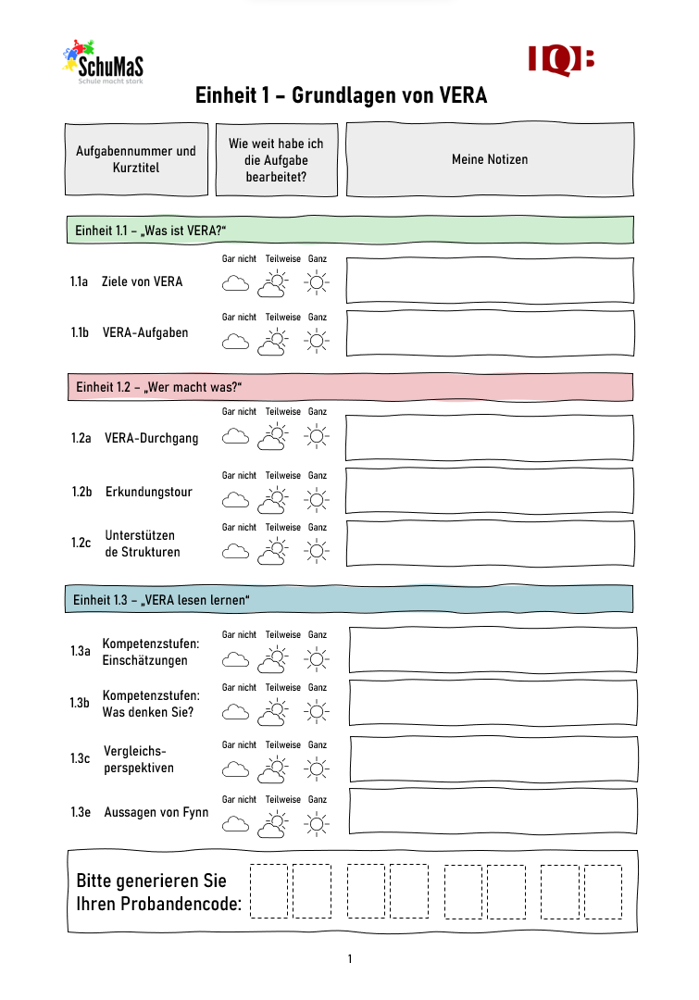 SchuMaS
Schule macht stark
IQB
Einheit 1 – Grundlagen von VERA
Aufgabennummer und
Kurztitel
Wie weit habe ich
die Aufgabe
bearbeitet?
Meine Notizen
Einheit 1.1 – „Was ist VERA?“
Gar nicht Teilweise Ganz
1.1a Ziele von VERA
Gar nicht Teilweise Ganz
1.1b VERA-Aufgaben
Einheit 1.2 – „Wer macht was?“
Gar nicht Teilweise Ganz
1.2a VERA-Durchgang
Gar nicht Teilweise Ganz
1.2b Erkundungstour
Gar nicht Teilweise Ganz
1.2c Unterstützen
de Strukturen
Einheit 1.3 – „VERA lesen lernen“
Gar nicht Teilweise Ganz
1.3a Kompetenzstufen:
Einschätzungen
Gar nicht Teilweise Ganz
1.3b Kompetenzstufen:
Was denken Sie?
Gar nicht Teilweise Ganz
1.3c Vergleichs-
perspektiven
Gar nicht Teilweise Ganz
1.3e Aussagen von Fynn
Bitte generieren Sie
Ihren Probandencode:
1